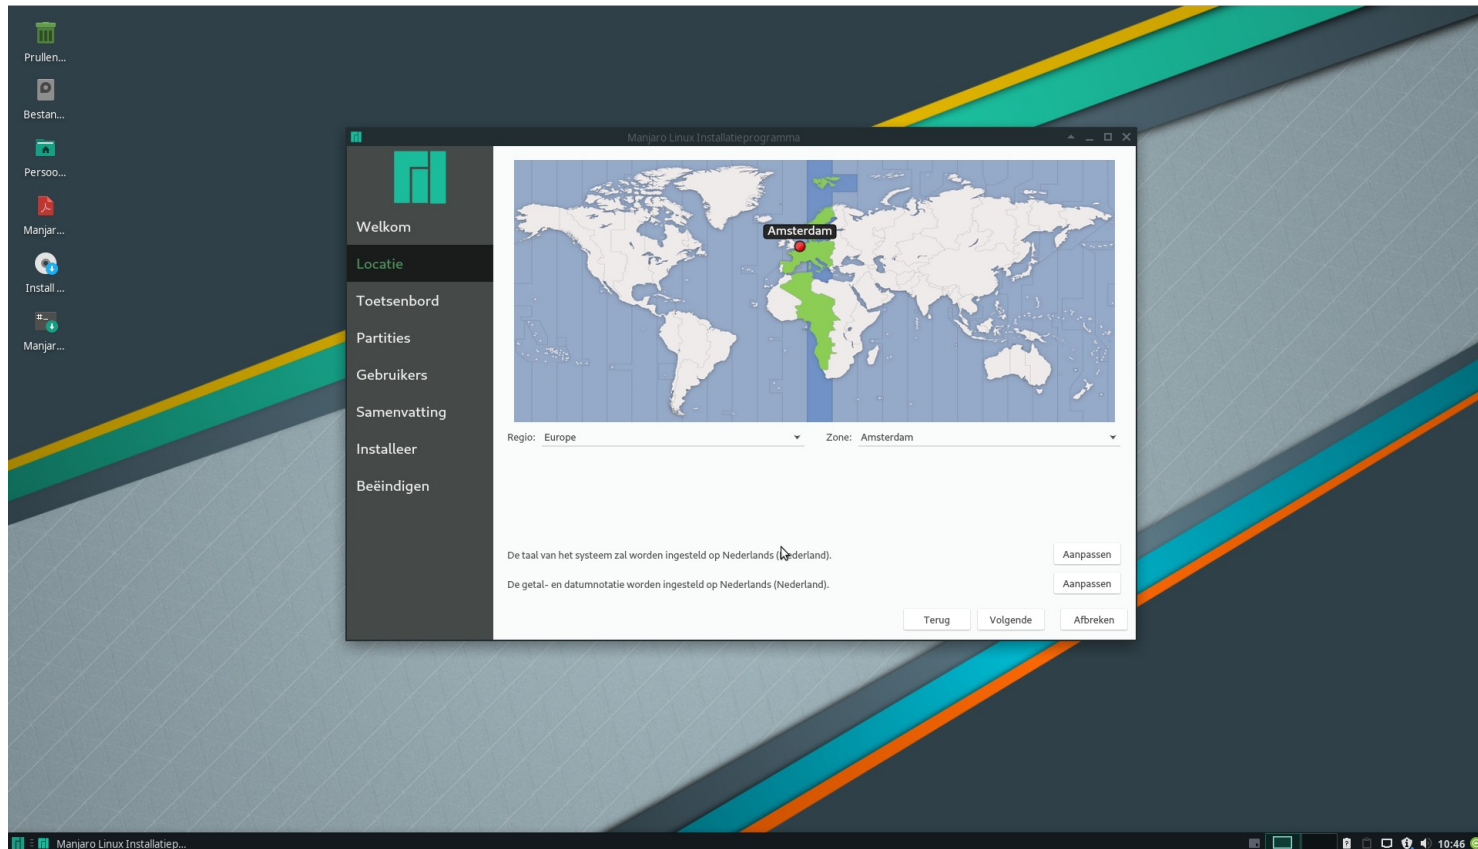 Prullen...
Bestan...
Persoo...
Manjar...
Install ...
Manjar...
Manjaro Linux Installatieprogramma
Welkom
Locatie
Toetsenbord
Partities
Gebruikers
Samenvatting
Installeer
Beëindigen
Amsterdam
Regio: Europe Zone: Amsterdam
De taal van het systeem zal worden ingesteld op Nederlands (Nederland). Aanpassen
De getal- en datumnotatie worden ingesteld op Nederlands (Nederland). Aanpassen
Terug Volgende Afbreken
Manjaro Linux Installatiep... 10:46